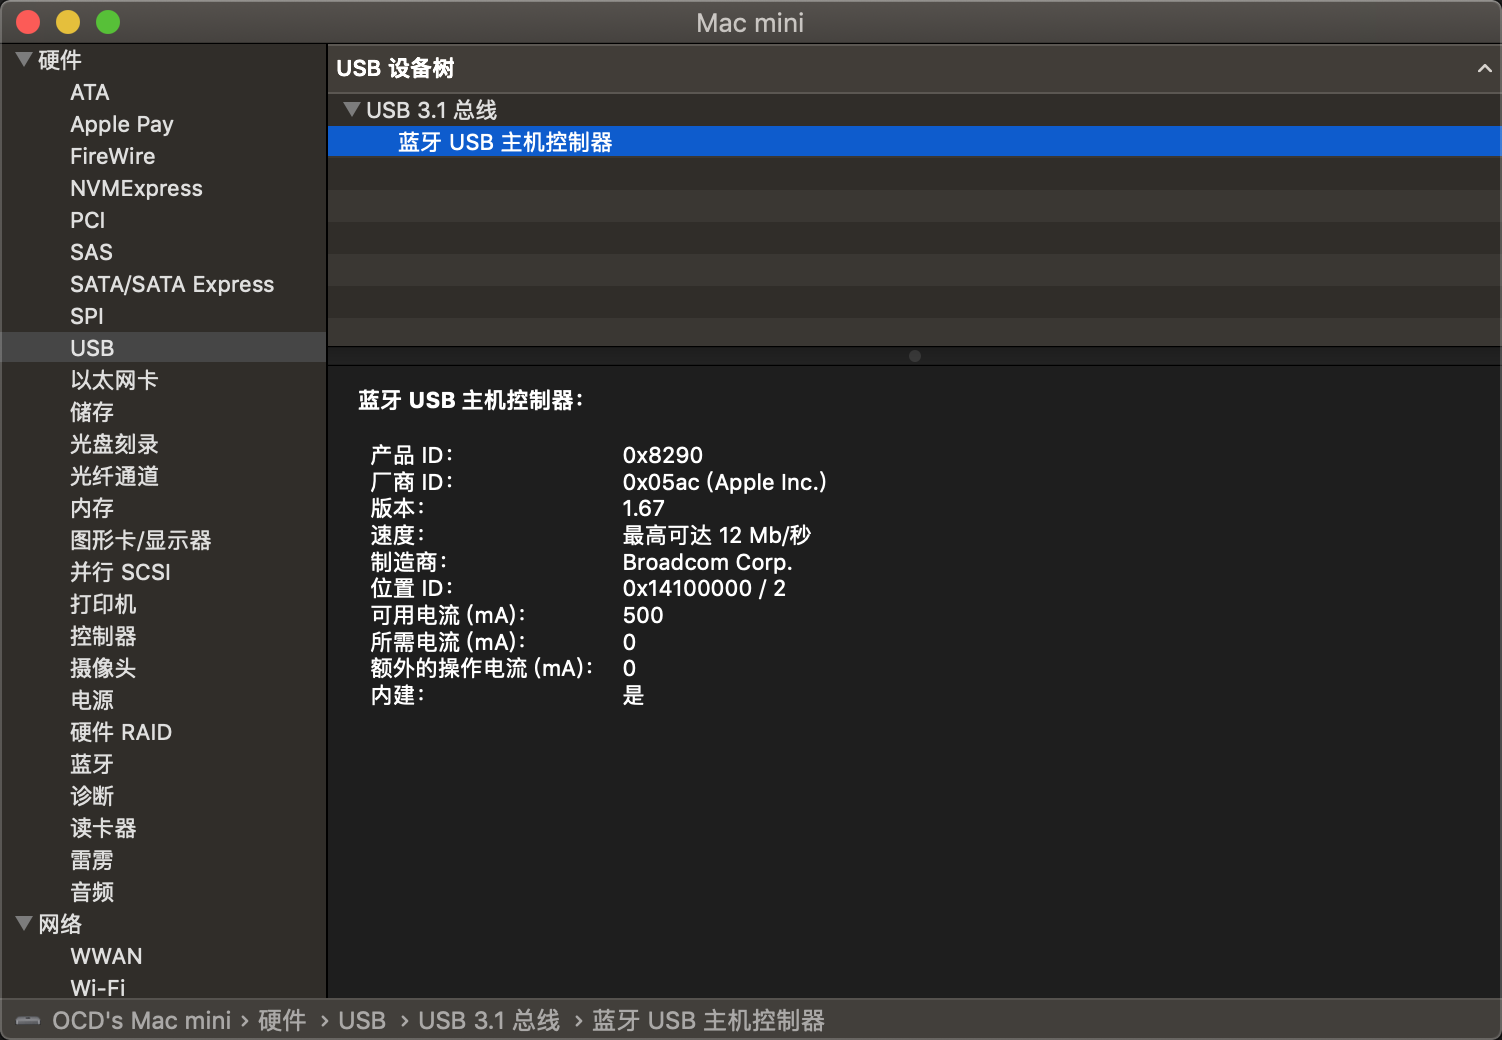 Mac mini
硬件
ATA
Apple Pay
FireWire
NVMExpress
PCI
SAS
SATA/SATA Express
SPI
USB
以太网卡
储存
光盘刻录
光纤通道
内存
图形卡/显示器
并行 SCSI
打印机
控制器
摄像头
电源
硬件 RAID
蓝牙
诊断
读卡器
雷雳
音频
网络
WWAN
Wi-Fi
USB 设备树
USB 3.1 总线
蓝牙 USB 主机控制器
蓝牙 USB 主机控制器：
产品 ID： 0x8290
厂商 ID： 0x05ac (Apple Inc.)
版本： 1.67
速度： 最高可达 12 Mb/秒
制造商： Broadcom Corp.
位置 ID： 0x14100000 / 2
可用电流 (mA)： 500
所需电流 (mA)： 0
额外的操作电流 (mA)： 0
内建： 是
OCD's Mac mini › 硬件 › USB › USB 3.1 总线 › 蓝牙 USB 主机控制器